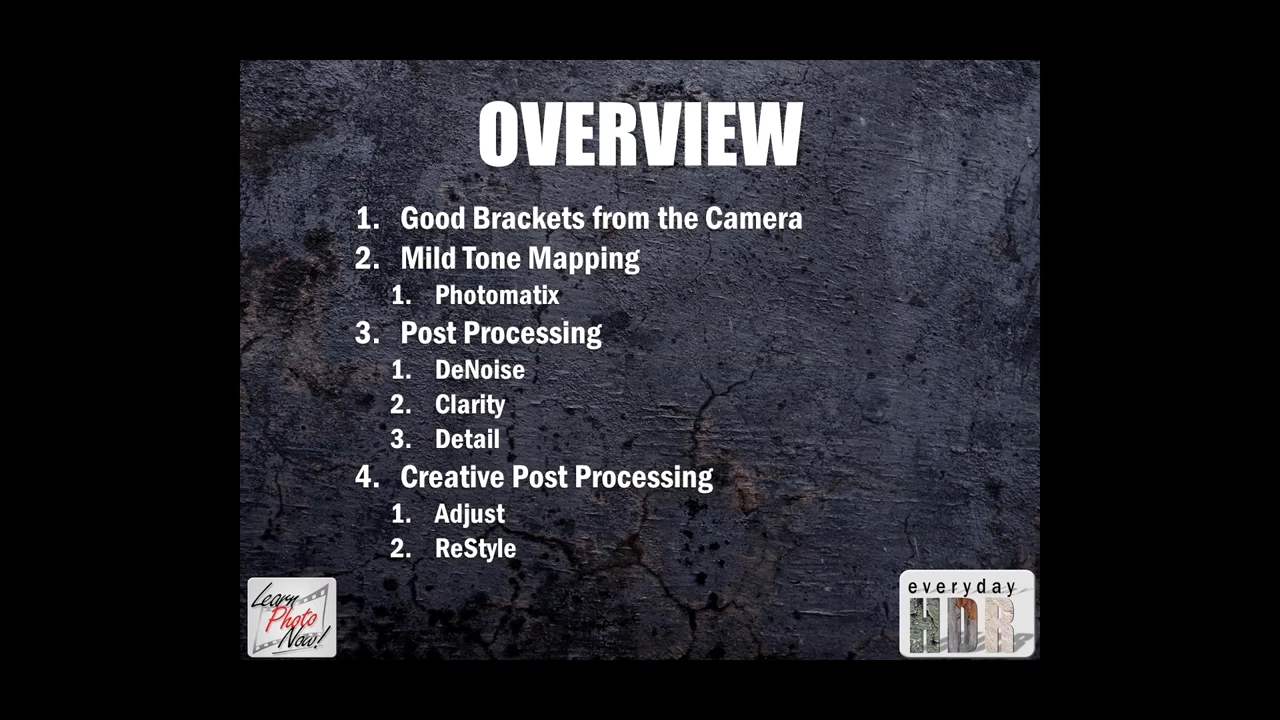 OVERVIEW
1. Good Brackets from the Camera
2. Mild Tone Mapping
1. Photomatix
3. Post Processing
1. DeNoise
2. Clarity
3. Detail
4. Creative Post Processing
1. Adjust
2. ReStyle
Learn
Photo
Now!
everyday
HDR